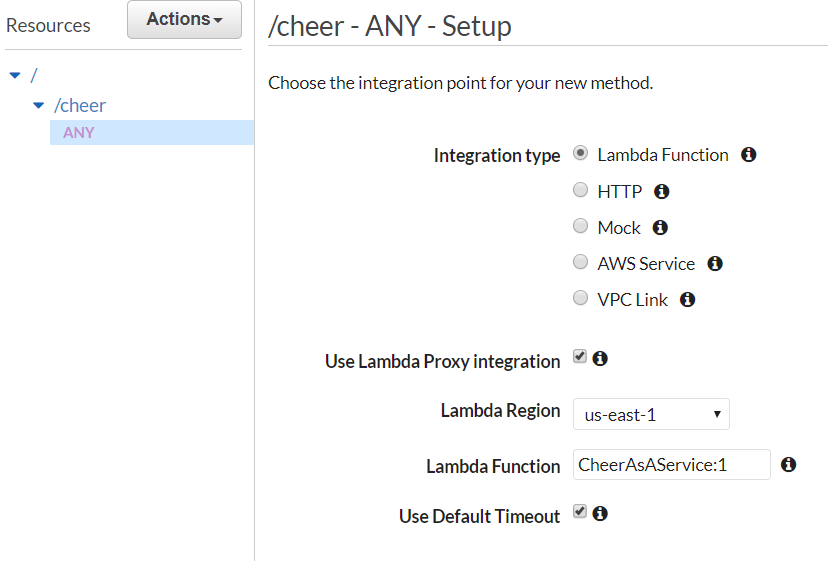 Resources
Actions
/
/cheer
ANY
/cheer - ANY - Setup
Choose the integration point for your new method.
Integration type
Lambda Function
HTTP
Mock
AWS Service
VPC Link
Use Lambda Proxy integration
Lambda Region
us-east-1
Lambda Function
CheerAsAService:1
Use Default Timeout